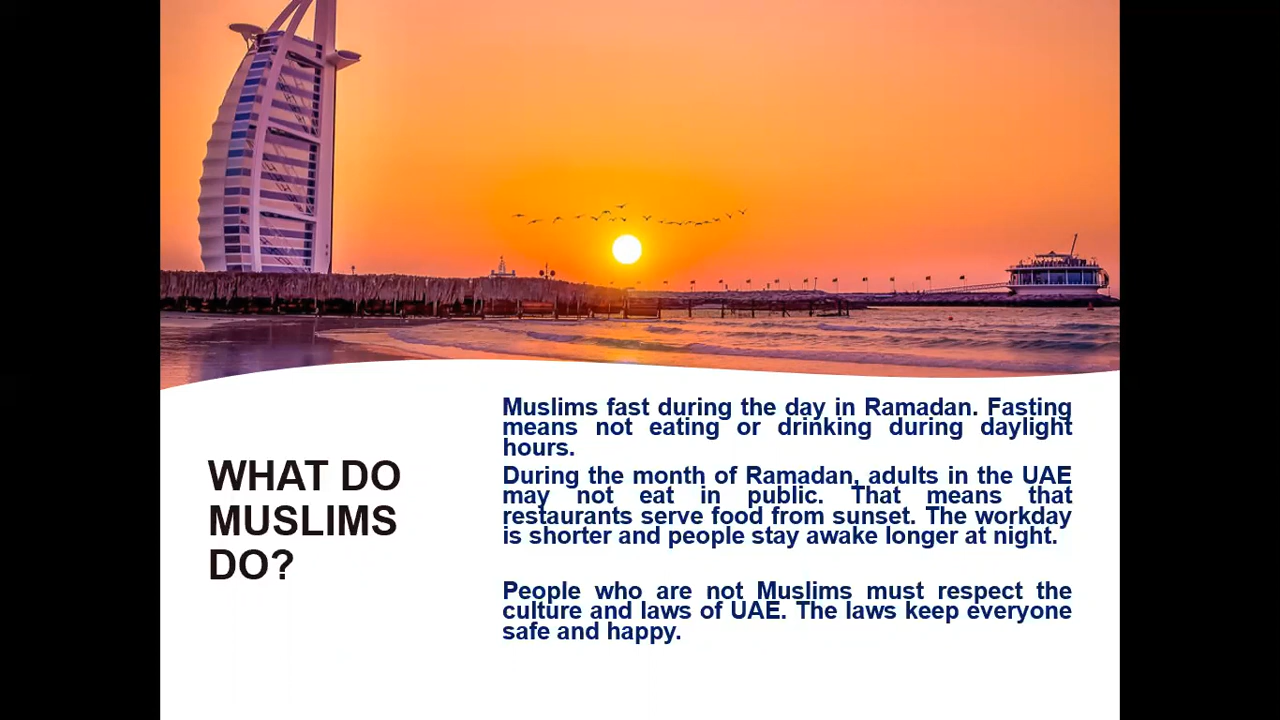 WHAT DO
MUSLIMS
DO?
Muslims fast during the day in Ramadan. Fasting
means not eating or drinking during daylight
hours.
During the month of Ramadan, adults in the UAE
may not eat in public. That means that
restaurants serve food from sunset. The workday
is shorter and people stay awake longer at night.
People who are not Muslims must respect the
culture and laws of UAE. The laws keep everyone
safe and happy.